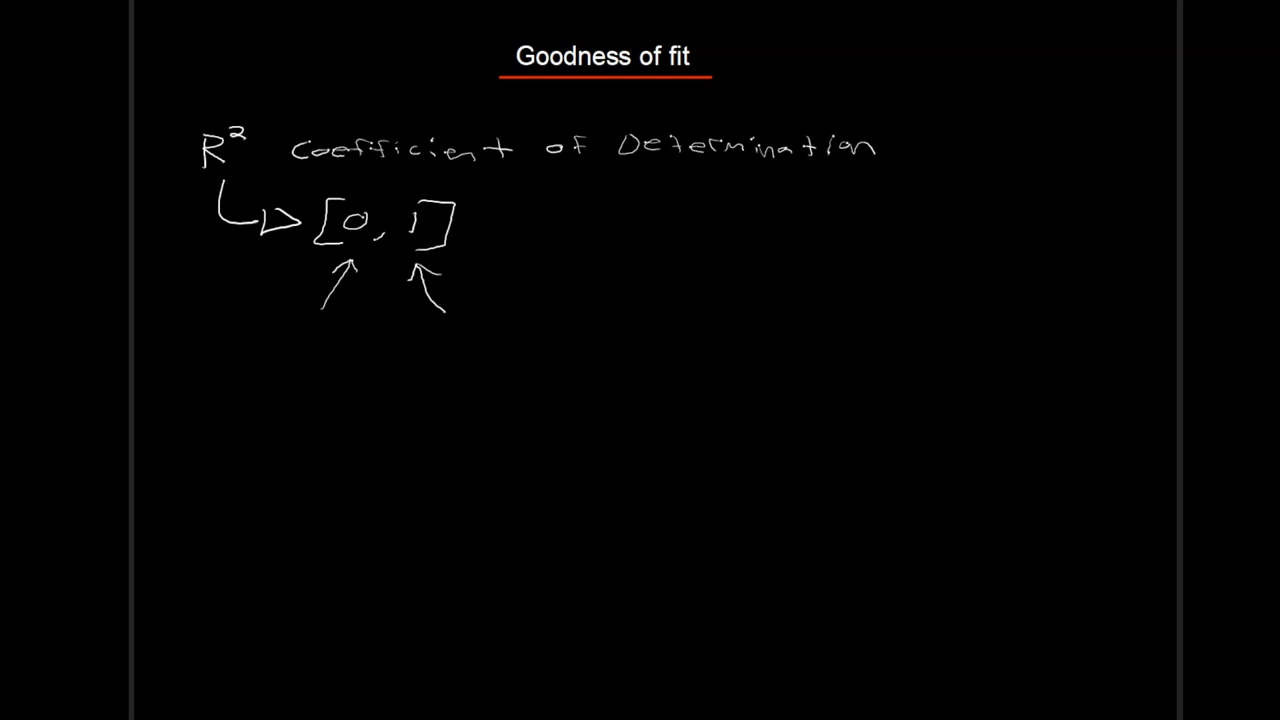 Goodness of fit
R² Coefficient of Determination
[0, 1]